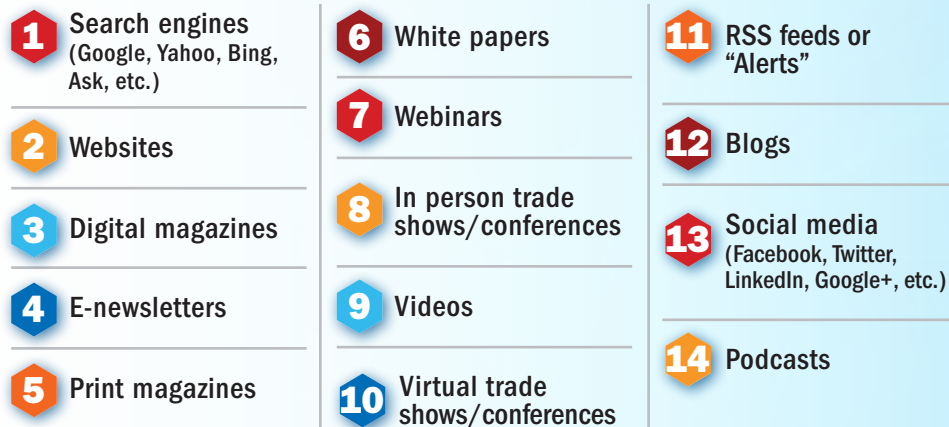 1 Search engines
(Google, Yahoo, Bing,
Ask, etc.)
2 Websites
3 Digital magazines
4 E-newsletters
5 Print magazines
6 White papers
7 Webinars
8 In person trade
shows/conferences
9 Videos
10 Virtual trade
shows/conferences
11 RSS feeds or
“Alerts”
12 Blogs
13 Social media
(Facebook, Twitter,
LinkedIn, Google+, etc.)
14 Podcasts